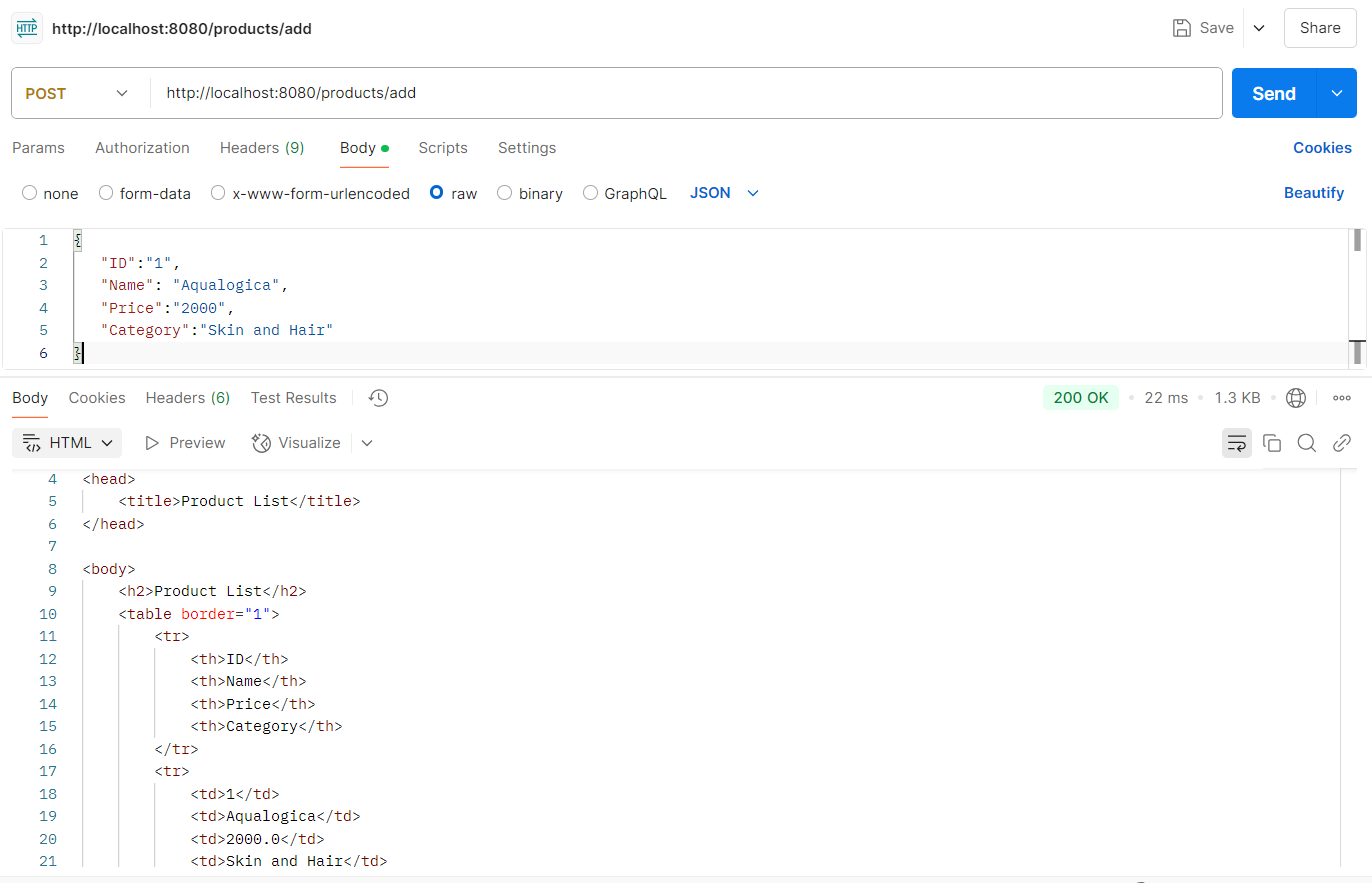 HTTP http://localhost:8080/products/add Save Share
POST http://localhost:8080/products/add Send
Params Authorization Headers (9) Body Scripts Settings Cookies
none form-data x-www-form-urlencoded raw binary GraphQL JSON Beautify
1 {
2 "ID":"1",
3 "Name": "Aqualogica",
4 "Price":"2000",
5 "Category":"Skin and Hair"
6 }
Body Cookies Headers (6) Test Results 200 OK 22 ms 1.3 KB
HTML Preview Visualize
4 <head>
5 <title>Product List</title>
6 </head>
7
8 <body>
9 <h2>Product List</h2>
10 <table border="1">
11 <tr>
12 <th>ID</th>
13 <th>Name</th>
14 <th>Price</th>
15 <th>Category</th>
16 </tr>
17 <tr>
18 <td>1</td>
19 <td>Aqualogica</td>
20 <td>2000.0</td>
21 <td>Skin and Hair</td>